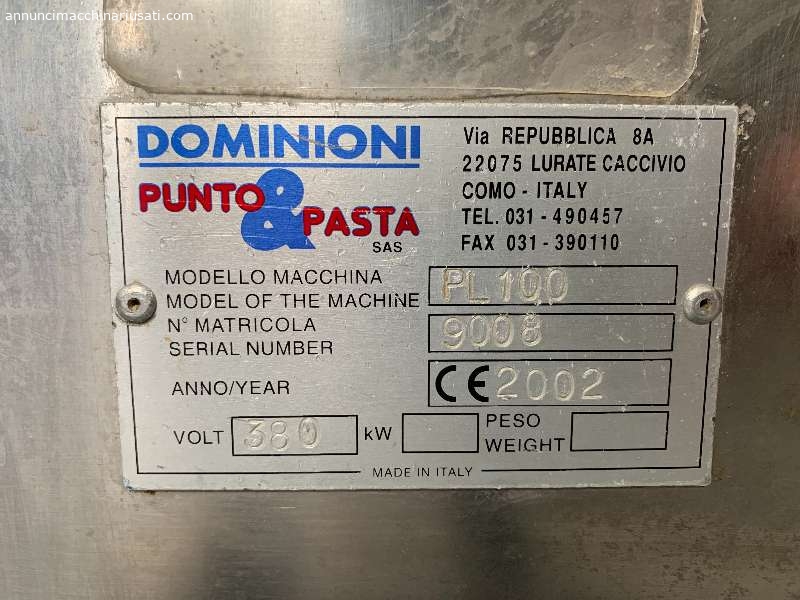 annuncimacchinariusati.com
DOMINIONI
PUNTO & PASTA
SAS
Via REPUBBLICA 8A
22075 LURATE CACCIVIO
COMO - ITALY
TEL. 031 - 490457
FAX 031 - 390110
MODELLO MACCHINA
MODEL OF THE MACHINE PL100
N° MATRICOLA
SERIAL NUMBER 9008
ANNO/YEAR CE 2002
VOLT 380 kW PESO
WEIGHT
MADE IN ITALY